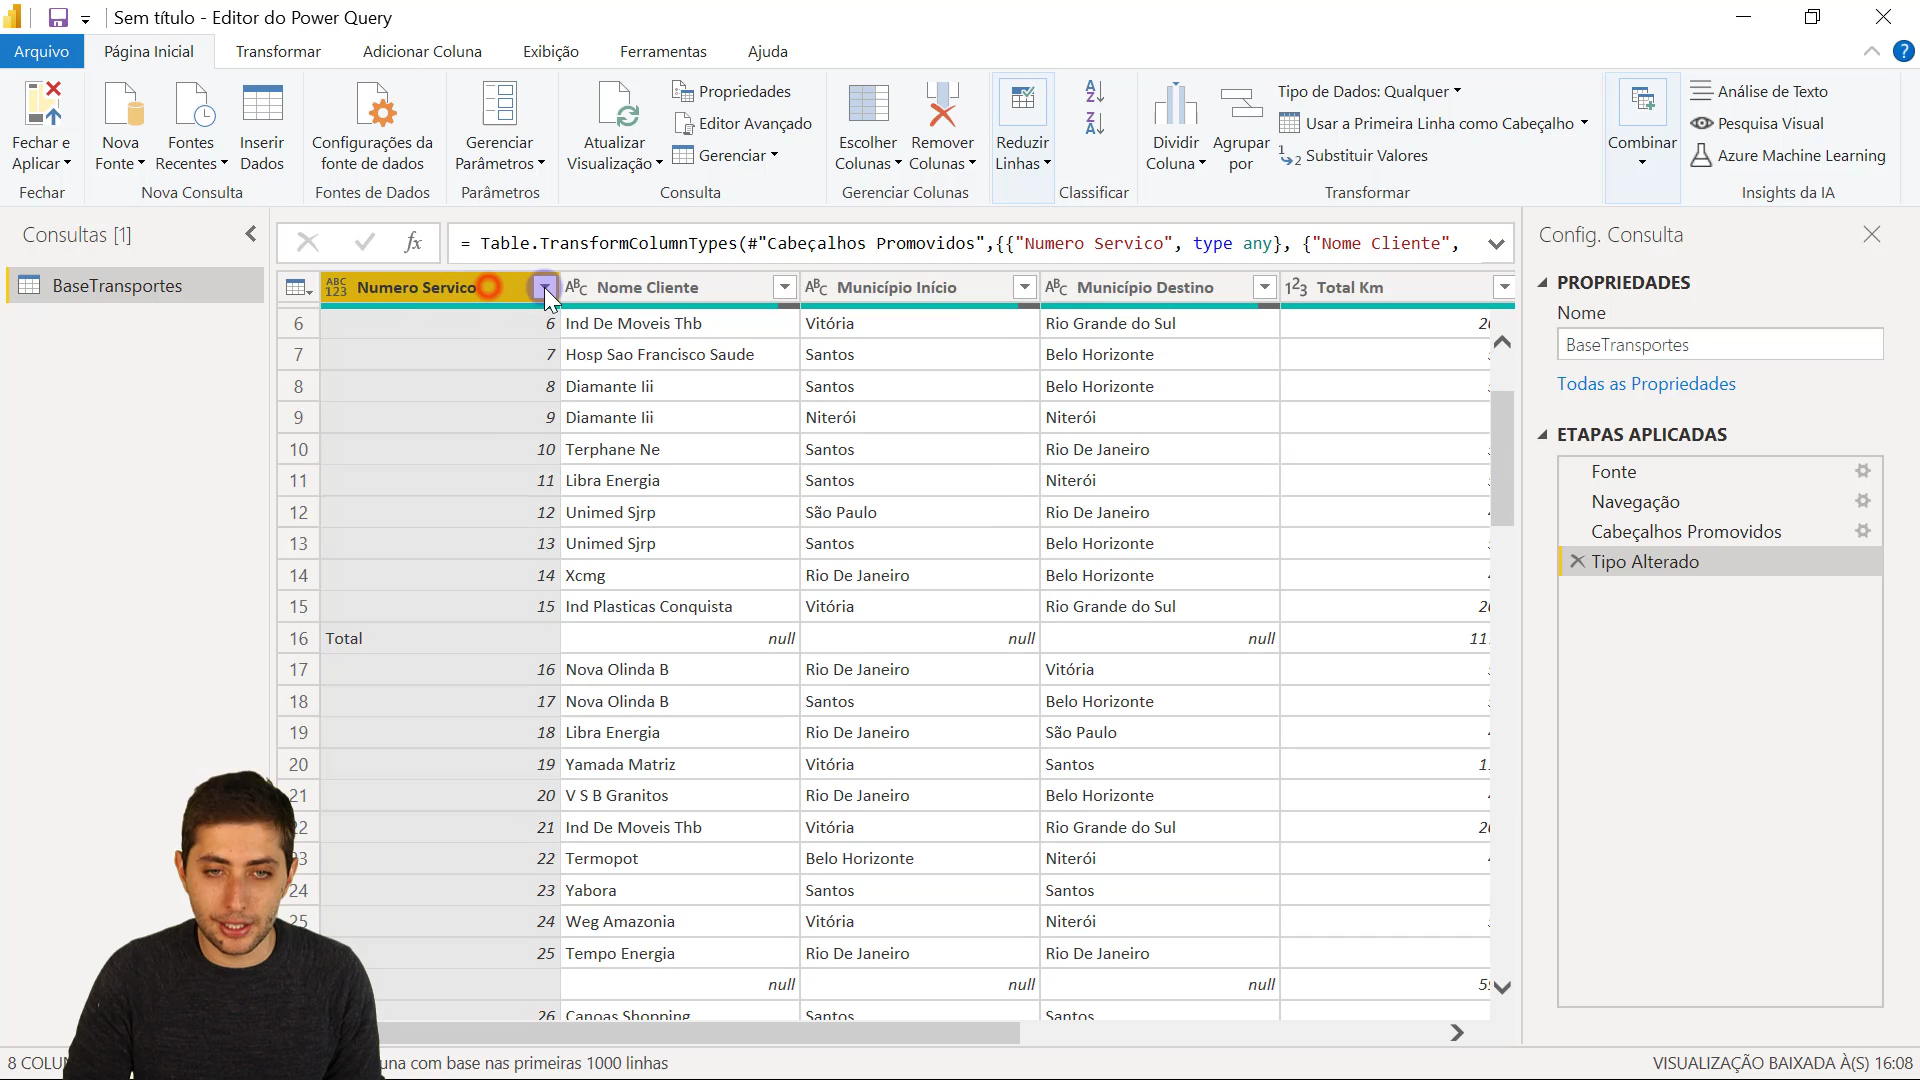 Sem título - Editor do Power Query
Arquivo Página Inicial Transformar Adicionar Coluna Exibição Ferramentas Ajuda
Fechar e Aplicar
Nova Fonte
Fontes Recentes
Inserir Dados
Configurações da fonte de dados
Gerenciar Parâmetros
Atualizar Visualização
Propriedades
Editor Avançado
Gerenciar
Escolher Colunas
Remover Colunas
Reduzir Linhas
Dividir Coluna
Agrupar por
Tipo de Dados: Qualquer
Usar a Primeira Linha como Cabeçalho
Substituir Valores
Combinar
Análise de Texto
Pesquisa Visual
Azure Machine Learning
Fechar Nova Consulta Fontes de Dados Parâmetros Consulta Gerenciar Colunas Classificar Transformar Insights da IA
Consultas [1]
BaseTransportes
= Table.TransformColumnTypes(#"Cabeçalhos Promovidos",{{"Numero Servico", type any}, {"Nome Cliente",
ABC 123 Numero Servico ABC Nome Cliente ABC Município Início ABC Município Destino 123 Total Km
6 6 Ind De Moveis Thb Vitória Rio Grande do Sul
7 7 Hosp Sao Francisco Saude Santos Belo Horizonte
8 8 Diamante Iii Santos Belo Horizonte
9 9 Diamante Iii Niterói Niterói
10 10 Terphane Ne Santos Rio De Janeiro
11 11 Libra Energia Santos Niterói
12 12 Unimed Sjrp São Paulo Rio De Janeiro
13 13 Unimed Sjrp Santos Belo Horizonte
14 14 Xcmg Rio De Janeiro Belo Horizonte
15 15 Ind Plasticas Conquista Vitória Rio Grande do Sul
16 Total null null null 11
17 16 Nova Olinda B Rio De Janeiro Vitória
18 17 Nova Olinda B Santos Belo Horizonte
19 18 Libra Energia Rio De Janeiro São Paulo
20 19 Yamada Matriz Vitória Santos
21 20 V S B Granitos Rio De Janeiro Belo Horizonte
22 21 Ind De Moveis Thb Vitória Rio Grande do Sul
22 Termopot Belo Horizonte Niterói
24 23 Yabora Santos Santos
25 24 Weg Amazonia Vitória Niterói
25 Tempo Energia Rio De Janeiro Rio De Janeiro
null null null
26 Canoas Shopping Santos Santos
Config. Consulta
PROPRIEDADES
Nome
BaseTransportes
Todas as Propriedades
ETAPAS APLICADAS
Fonte
Navegação
Cabeçalhos Promovidos
Tipo Alterado
8 com base nas primeiras 1000 linhas
VISUALIZAÇÃO BAIXADA À(S) 16:08